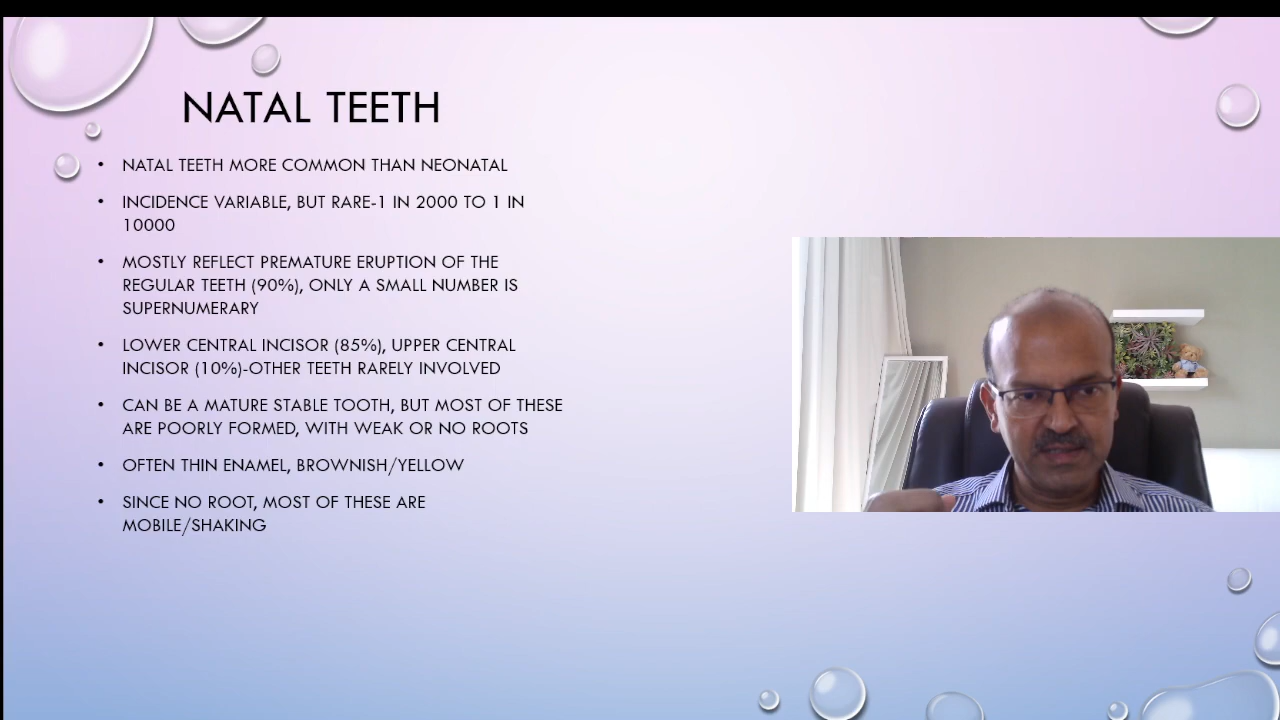 NATAL TEETH
• NATAL TEETH MORE COMMON THAN NEONATAL
• INCIDENCE VARIABLE, BUT RARE-1 IN 2000 TO 1 IN
10000
• MOSTLY REFLECT PREMATURE ERUPTION OF THE
REGULAR TEETH (90%), ONLY A SMALL NUMBER IS
SUPERNUMERARY
• LOWER CENTRAL INCISOR (85%), UPPER CENTRAL
INCISOR (10%)-OTHER TEETH RARELY INVOLVED
• CAN BE A MATURE STABLE TOOTH, BUT MOST OF THESE
ARE POORLY FORMED, WITH WEAK OR NO ROOTS
• OFTEN THIN ENAMEL, BROWNISH/YELLOW
• SINCE NO ROOT, MOST OF THESE ARE
MOBILE/SHAKING